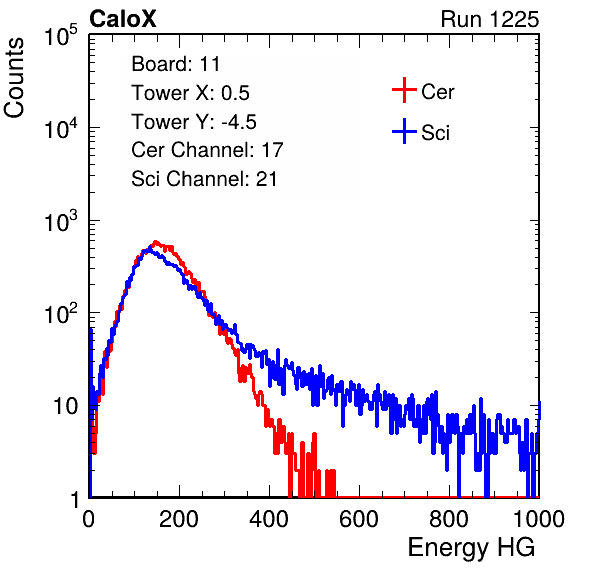 CaloX Run 1225
Counts
10^5
10^4
10^3
10^2
10
1
Board: 11
Tower X: 0.5
Tower Y: -4.5
Cer Channel: 17
Sci Channel: 21
Cer
Sci
0 200 400 600 800 1000
Energy HG